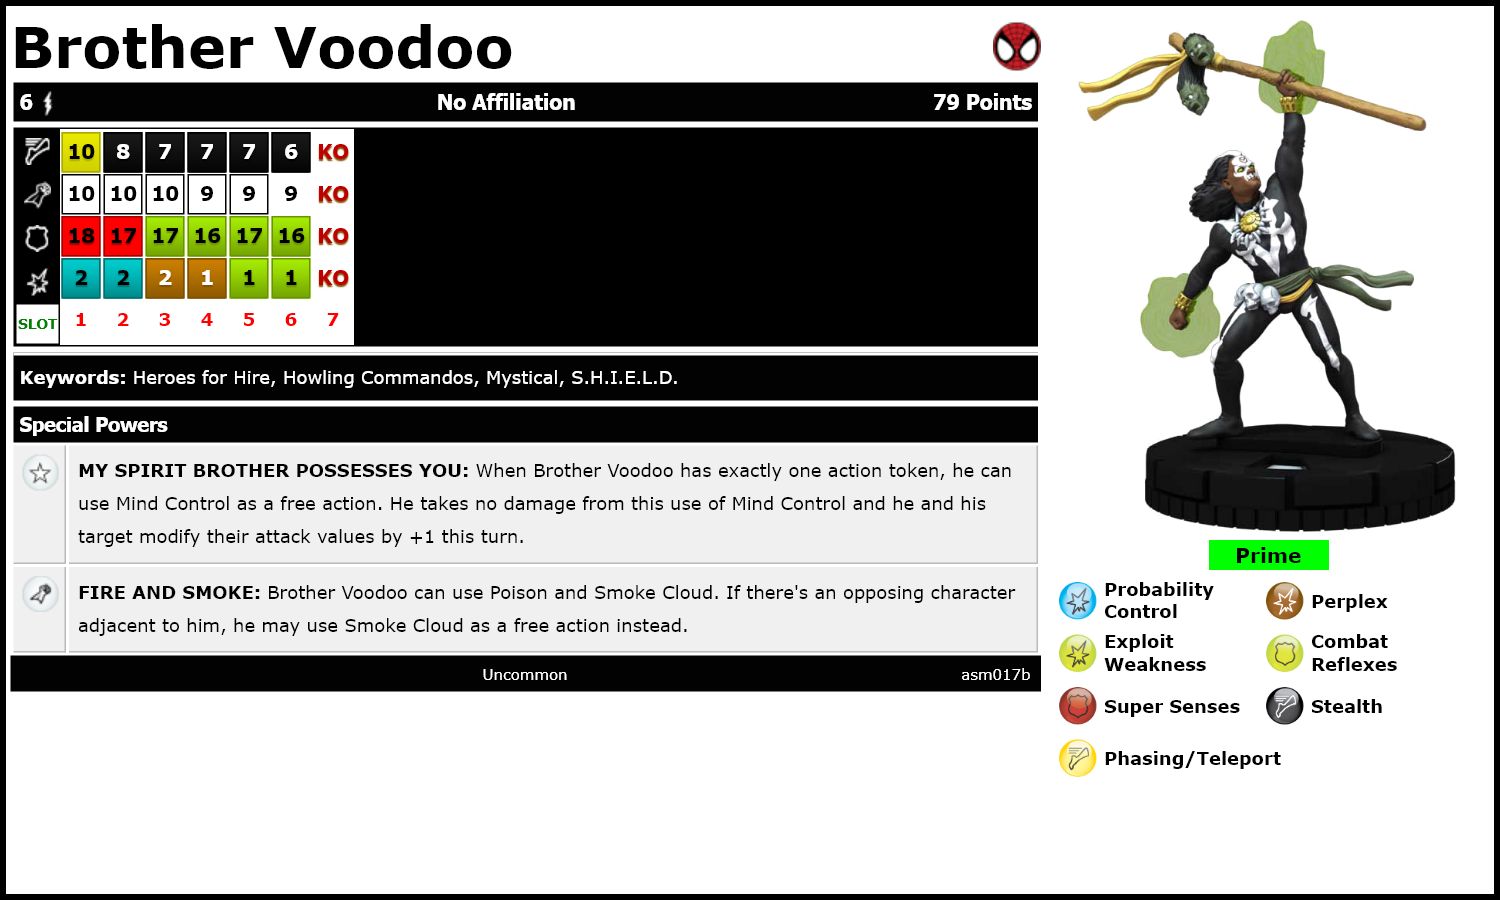 Brother Voodoo
6 No Affiliation 79 Points
10 8 7 7 7 6 KO
10 10 10 9 9 9 KO
18 17 17 16 17 16 KO
2 2 2 1 1 1 KO
SLOT 1 2 3 4 5 6 7
Keywords: Heroes for Hire, Howling Commandos, Mystical, S.H.I.E.L.D.
Special Powers
MY SPIRIT BROTHER POSSESSES YOU: When Brother Voodoo has exactly one action token, he can
use Mind Control as a free action. He takes no damage from this use of Mind Control and he and his
target modify their attack values by +1 this turn.
FIRE AND SMOKE: Brother Voodoo can use Poison and Smoke Cloud. If there's an opposing character
adjacent to him, he may use Smoke Cloud as a free action instead.
Uncommon asm017b
Prime
Probability
Control
Perplex
Exploit
Weakness
Combat
Reflexes
Super Senses
Stealth
Phasing/Teleport